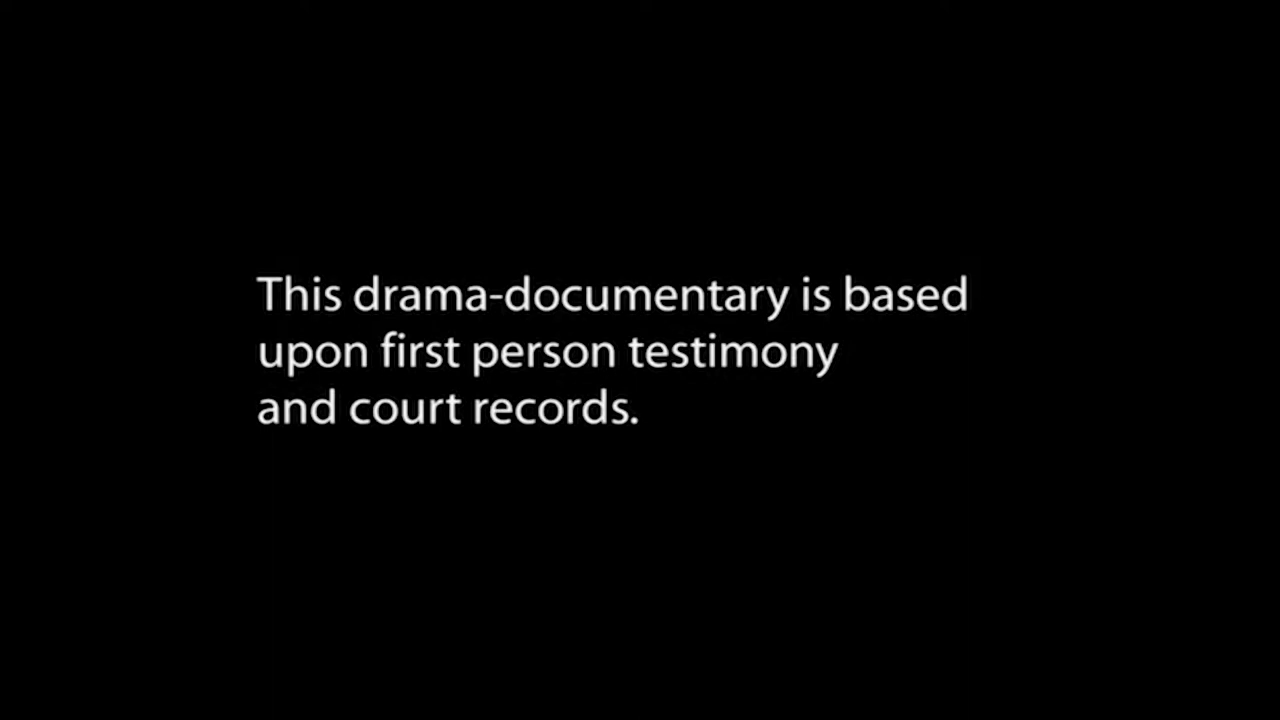 This drama-documentary is based
upon first person testimony
and court records.